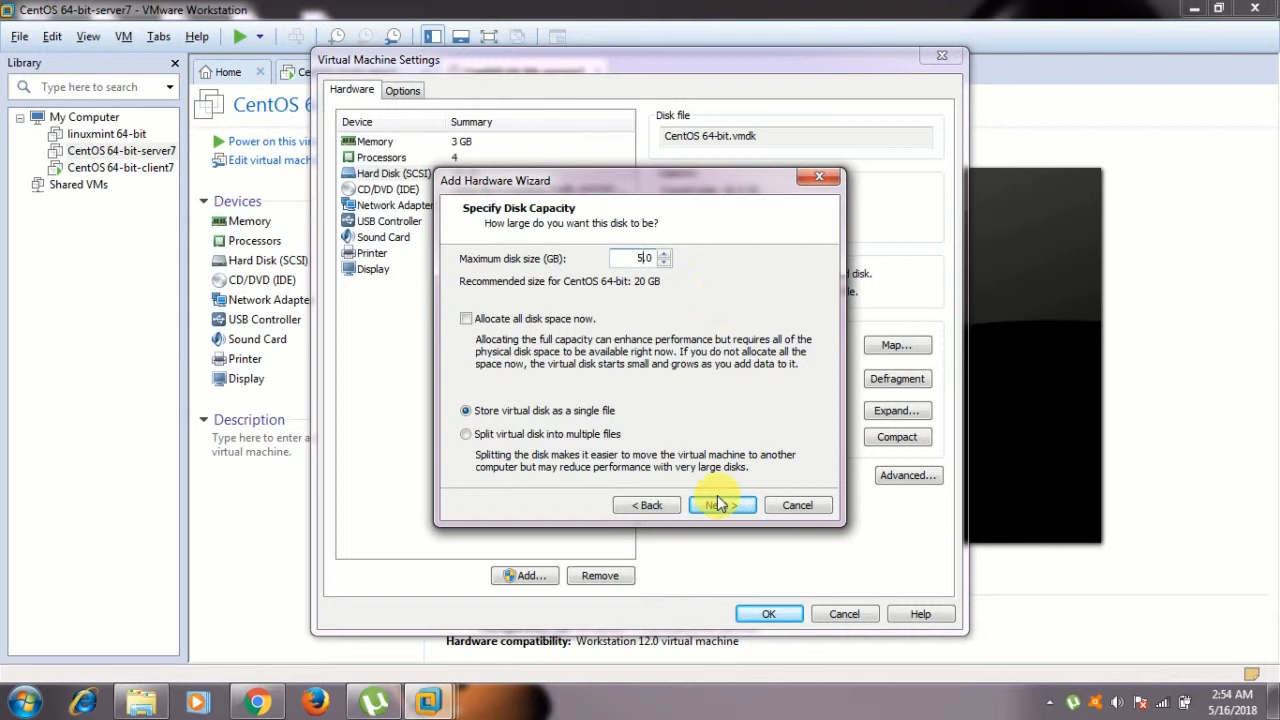 CentOS 64-bit-server7 - VMware Workstation
File Edit View VM Tabs Help
Library
Type here to search
My Computer
linuxmint 64-bit
CentOS 64-bit-server7
CentOS 64-bit-client7
Shared VMs
Home
CentOS 6
Power on this vir
Edit virtual mach
Devices
Memory
Processors
Hard Disk (SCSI)
CD/DVD (IDE)
Network Adapte
USB Controller
Sound Card
Printer
Display
Description
Type here to enter a
virtual machine.
Virtual Machine Settings
Hardware Options
Device Summary
Memory 3 GB
Processors 4
Hard Disk (SCSI)
CD/DVD (IDE)
Network Adapter
USB Controller
Sound Card
Printer
Display
Disk file
CentOS 64-bit.vmdk
disk.
le.
Map...
Defragment
Expand...
Compact
Advanced...
Add... Remove
OK Cancel Help
Add Hardware Wizard
Specify Disk Capacity
How large do you want this disk to be?
Maximum disk size (GB): 5.0
Recommended size for CentOS 64-bit: 20 GB
Allocate all disk space now.
Allocating the full capacity can enhance performance but requires all of the
physical disk space to be available right now. If you do not allocate all the
space now, the virtual disk starts small and grows as you add data to it.
Store virtual disk as a single file
Split virtual disk into multiple files
Splitting the disk makes it easier to move the virtual machine to another
computer but may reduce performance with very large disks.
< Back Next > Cancel
Hardware compatibility: Workstation 12.0 virtual machine
2:54 AM
5/16/2018